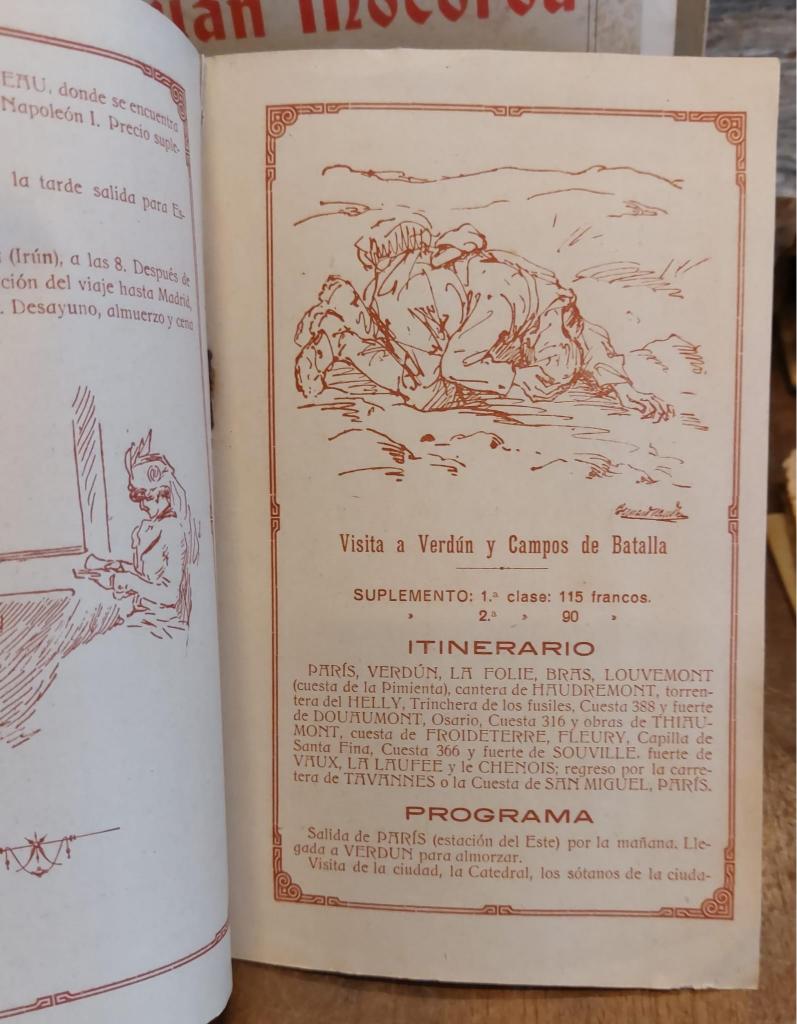 EAU, donde se encuentra
Napoleón I. Precio suple-
la tarde salida para Es-
(Irún), a las 8. Después de
ción del viaje hasta Madrid,
. Desayuno, almuerzo y cena
Visita a Verdún y Campos de Batalla
SUPLEMENTO: 1.ª clase: 115 francos.
» 2.ª » 90 »
ITINERARIO
PARÍS, VERDÚN, LA FOLIE, BRAS, LOUVEMONT
(cuesta de la Pimienta), cantera de HAUDREMONT, torren-
tera del HELLY, Trinchera de los fusiles, Cuesta 388 y fuerte
de DOUAUMONT, Osario, Cuesta 316 y obras de THIAU-
MONT, cuesta de FROIDETERRE, FLEURY, Capilla de
Santa Fina, Cuesta 366 y fuerte de SOUVILLE, fuerte de
VAUX, LA LAUFEE y le CHENOIS; regreso por la carre-
tera de TAVANNES o la Cuesta de SAN MIGUEL, PARÍS.
PROGRAMA
Salida de PARÍS (estación del Este) por la mañana. Lle-
gada a VERDUN para almorzar.
Visita de la ciudad, la Catedral, los sótanos de la ciuda-